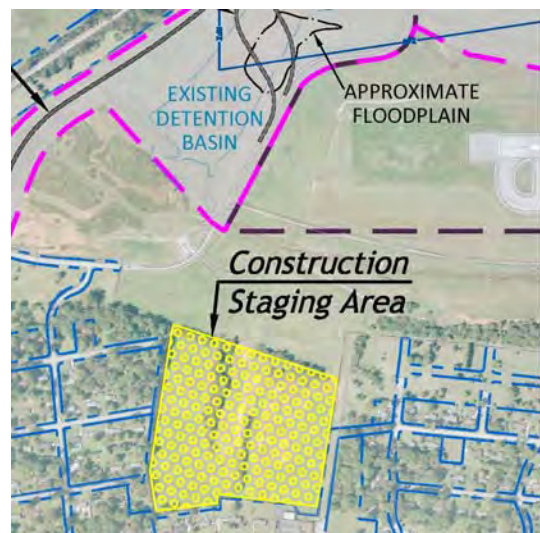 EXISTING
DETENTION
BASIN
APPROXIMATE
FLOODPLAIN
Construction
Staging Area